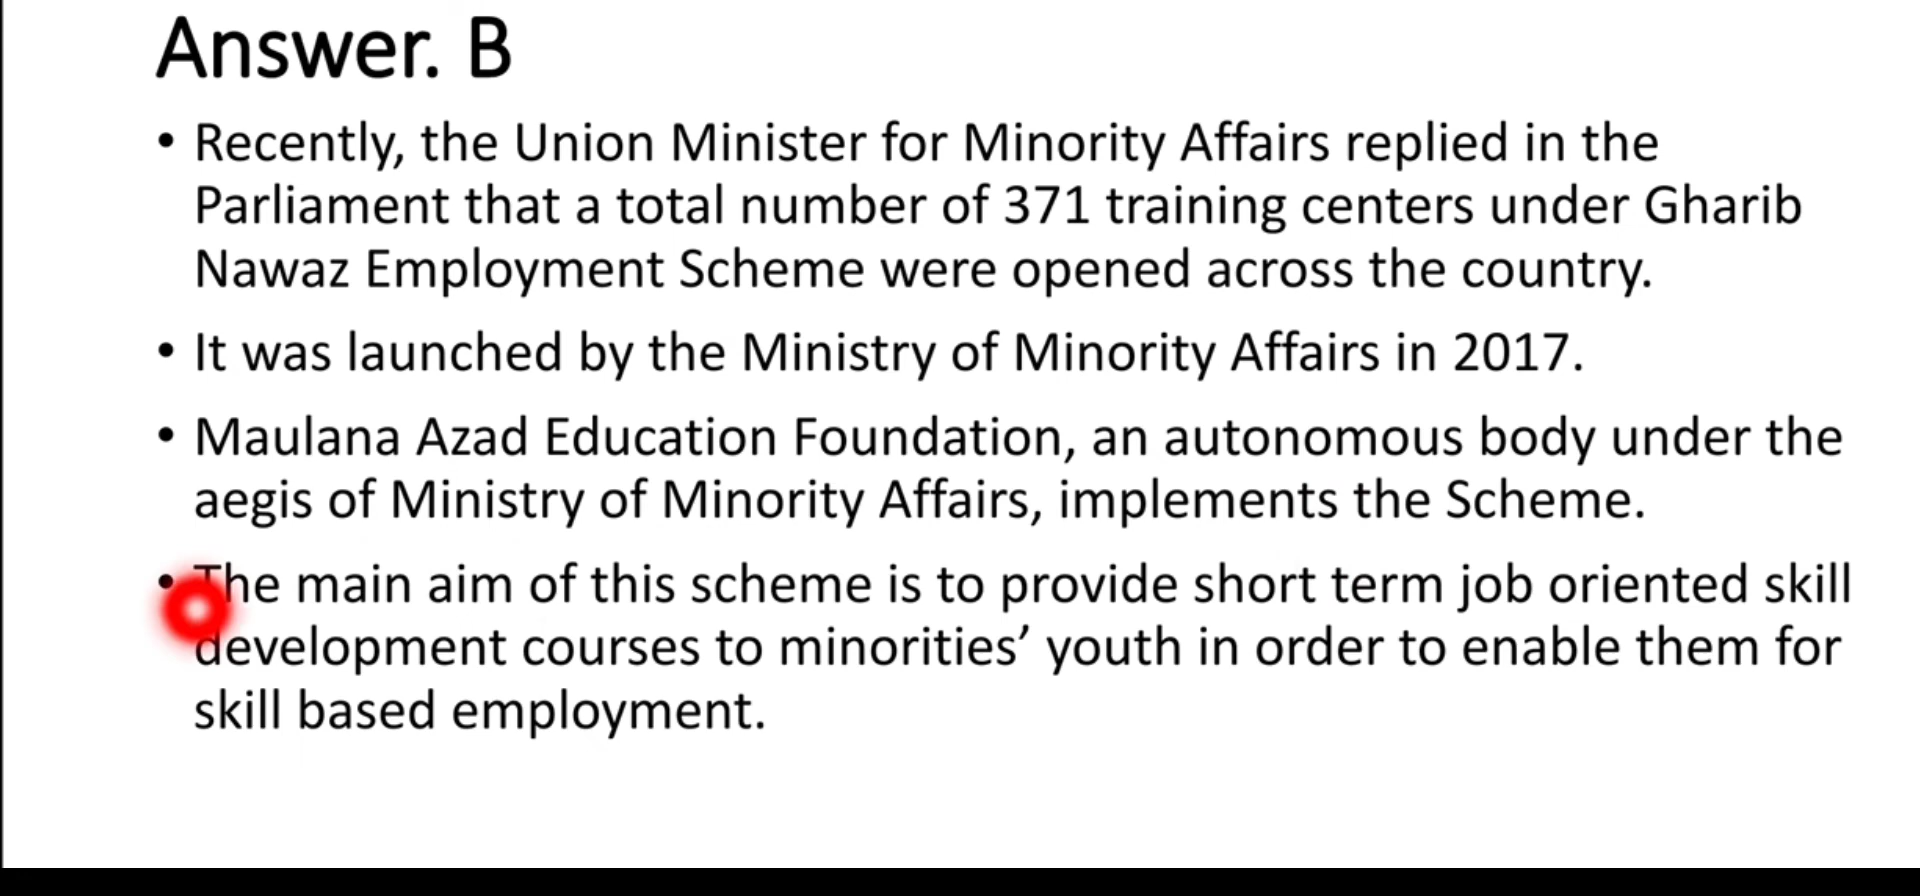 Answer. B
• Recently, the Union Minister for Minority Affairs replied in the
Parliament that a total number of 371 training centers under Gharib
Nawaz Employment Scheme were opened across the country.
• It was launched by the Ministry of Minority Affairs in 2017.
• Maulana Azad Education Foundation, an autonomous body under the
aegis of Ministry of Minority Affairs, implements the Scheme.
• The main aim of this scheme is to provide short term job oriented skill
development courses to minorities’ youth in order to enable them for
skill based employment.